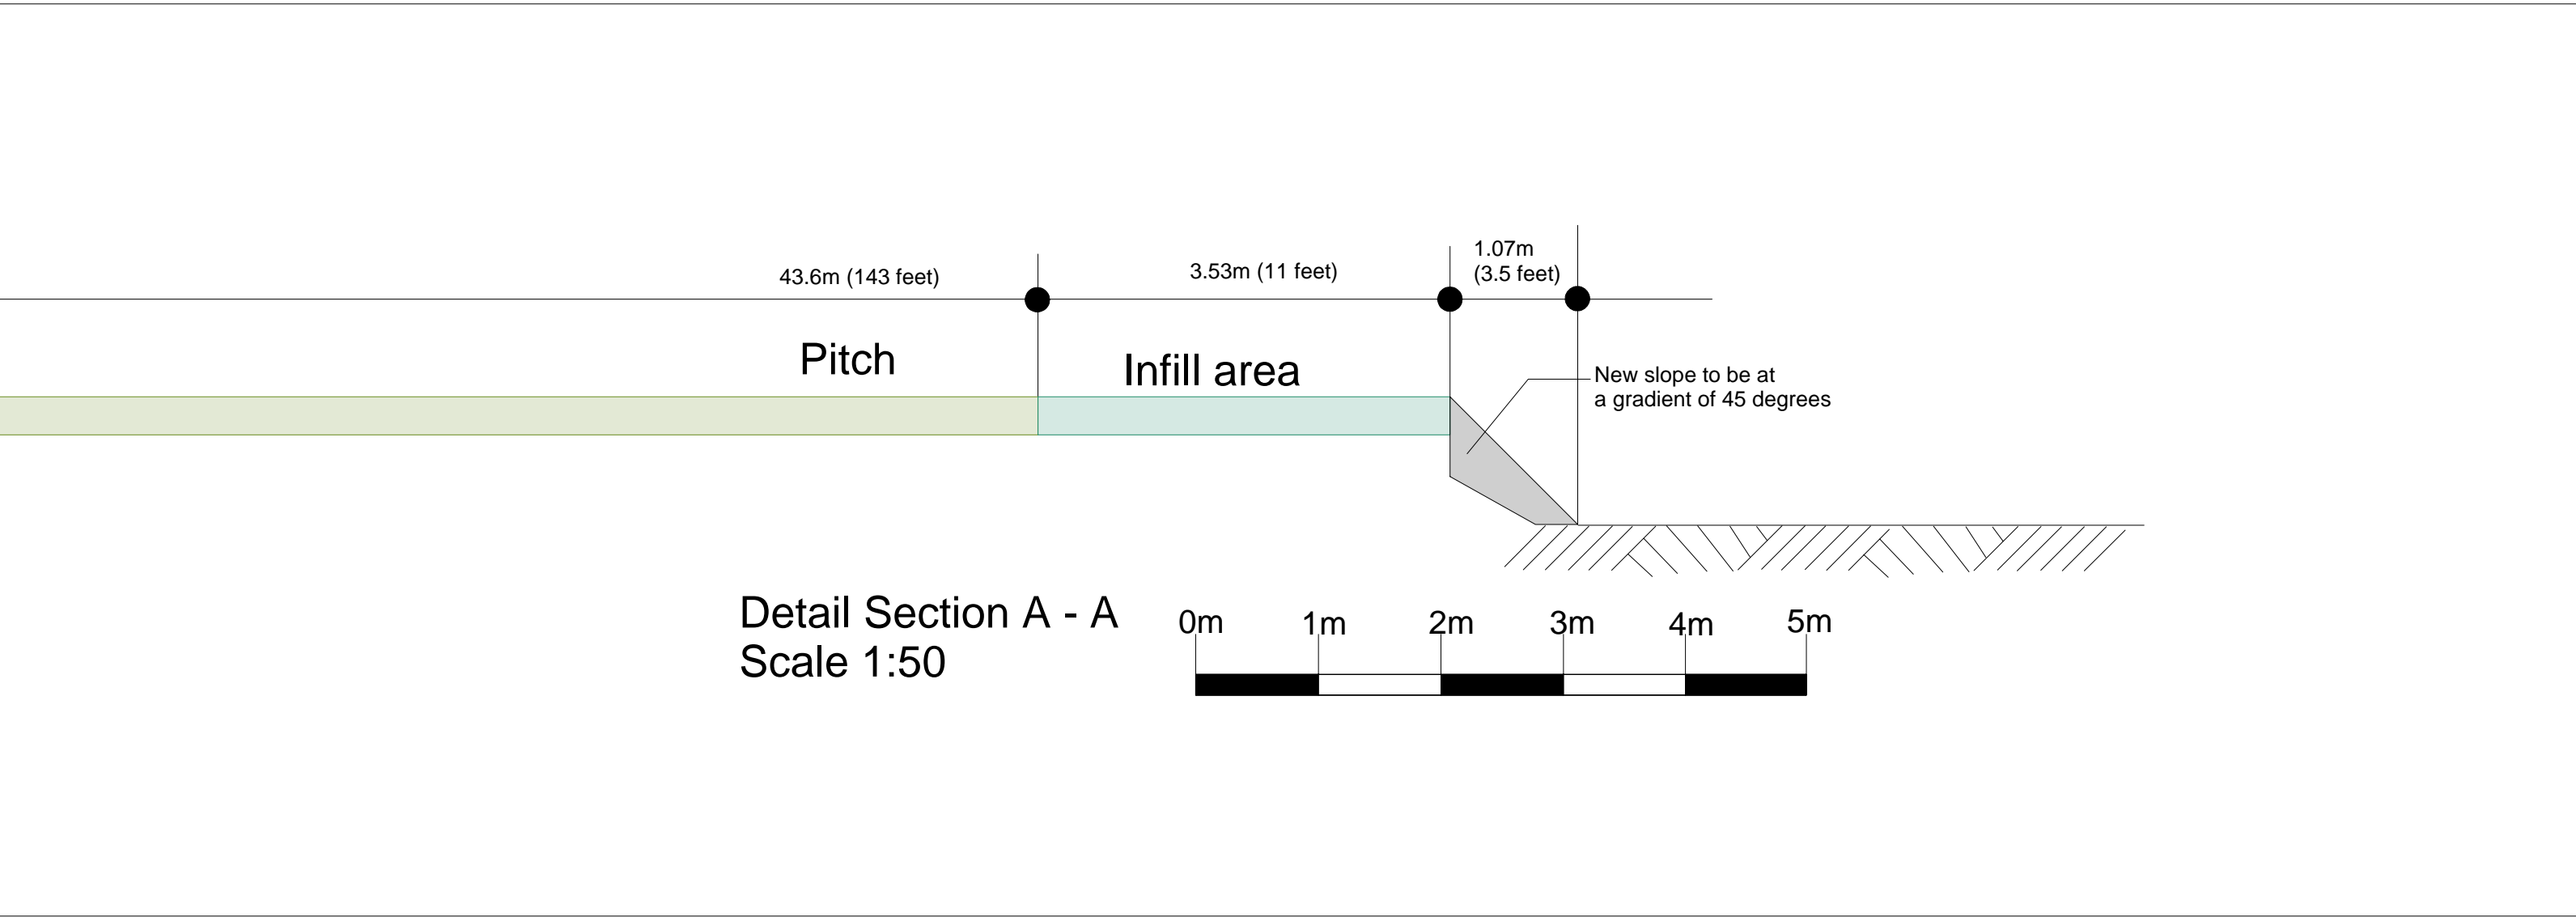 43.6m (143 feet)
3.53m (11 feet)
1.07m
(3.5 feet)
Pitch
Infill area
New slope to be at
a gradient of 45 degrees
Detail Section A - A
Scale 1:50
0m
1m
2m
3m
4m
5m